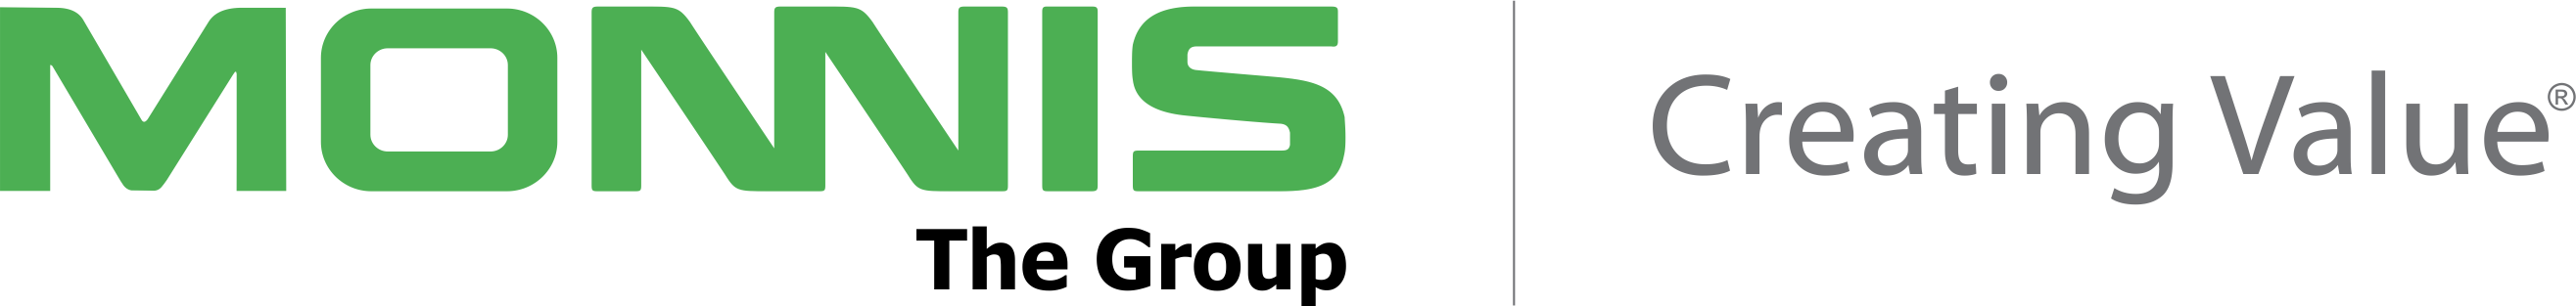 MONNIS
The Group
Creating Value®